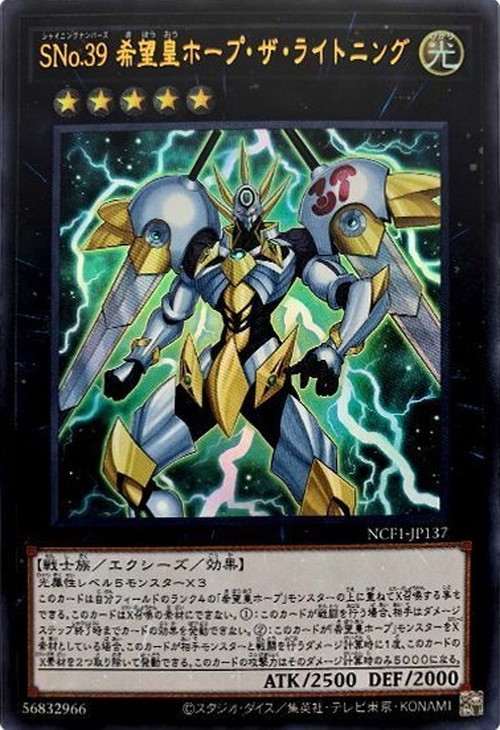 シャイニングナンバーズ きぼうおう
SNo.39 希望皇ホープ・ザ・ライトニング
光
NCF1-JP137
【戦士族／エクシーズ／効果】
光属性レベル５モンスター×３
このカードは自分フィールドのランク４の「希望皇ホープ」モンスターの上に重ねてX召喚する事も
できる。このカードはX召喚の素材にできない。①：このカードが戦闘を行う場合、相手はダメージ
ステップ終了時までカードの効果を発動できない。②：このカードが「希望皇ホープ」モンスターをX
素材としている場合、このカードが相手モンスターと戦闘を行うダメージ計算時に１度、このカードの
X素材を２つ取り除いて発動できる。このカードの攻撃力はそのダメージ計算時のみ5000になる。
ATK/2500 DEF/2000
56832966
©スタジオ・ダイス／集英社・テレビ東京・KONAMI